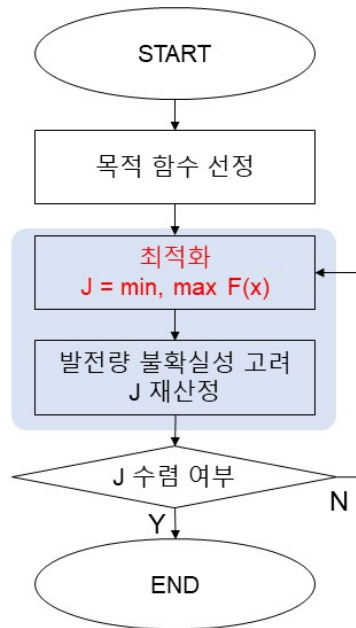 START
목적 함수 선정
최적화
J = min, max F(x)
발전량 불확실성 고려
J 재산정
J 수렴 여부
N
Y
END